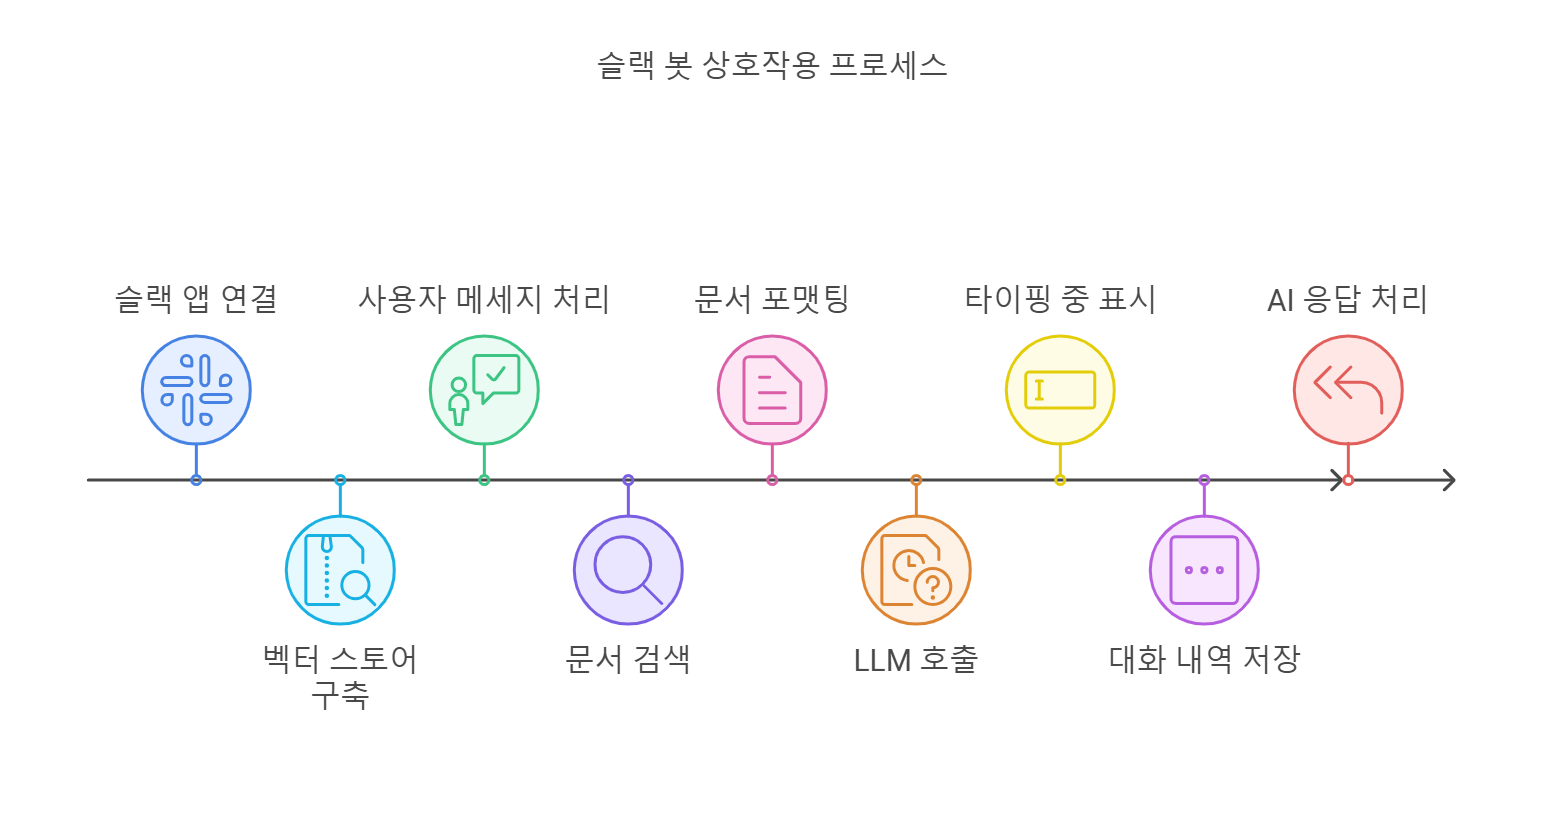 슬랙 봇 상호작용 프로세스
슬랙 앱 연결
사용자 메세지 처리
문서 포맷팅
타이핑 중 표시
AI 응답 처리
벡터 스토어
구축
문서 검색
LLM 호출
대화 내역 저장